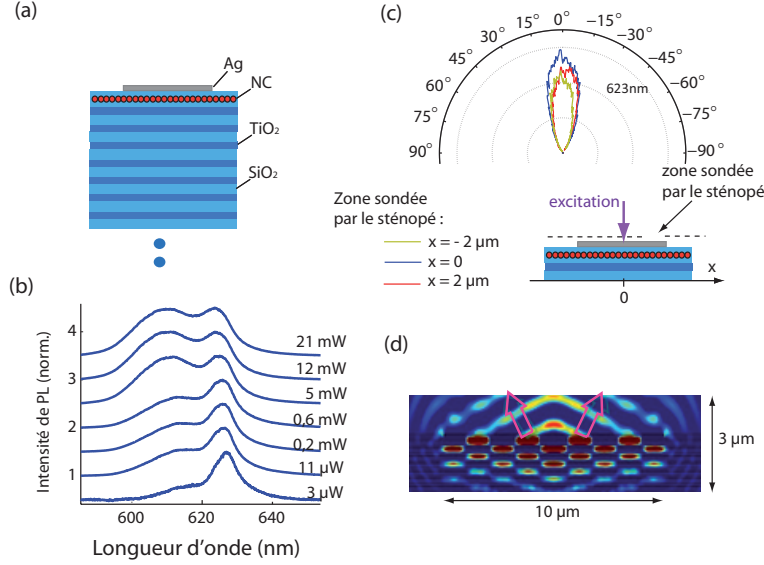 (a)
Ag
NC
TiO2
SiO2
(b)
Intensité de PL (norm.)
4
3
2
1
21 mW
12 mW
5 mW
0,6 mW
0,2 mW
11 µW
3 µW
600
620
640
Longueur d'onde (nm)
(c)
90°
75°
60°
45°
30°
15°
0°
−15°
−30°
−45°
−60°
−75°
−90°
623nm
Zone sondée
par le sténopé :
x = - 2 µm
x = 0
x = 2 µm
excitation
zone sondée
par le sténopé
x
0
(d)
3 µm
10 µm